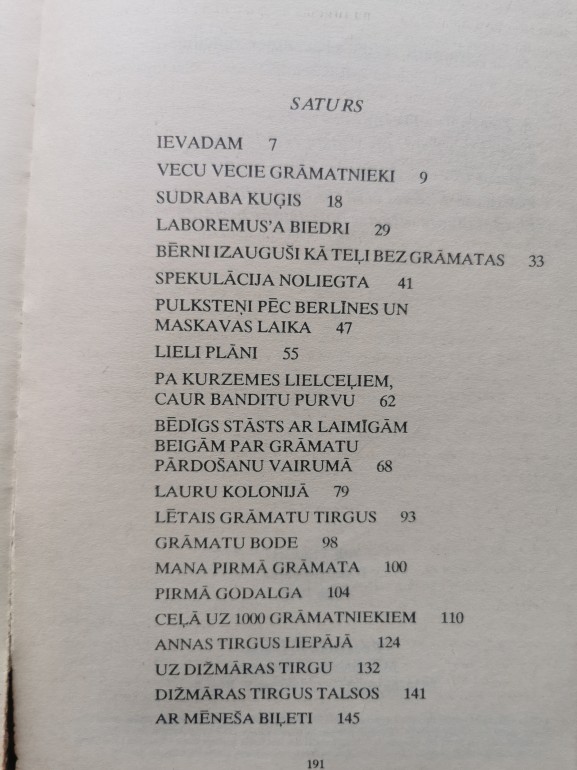 SATURS
IEVADAM 7
VECU VECIE GRĀMATNIEKI 9
SUDRABA KUĢIS 18
LABOREMUS'A BIEDRI 29
BĒRNI IZAUGUŠI KĀ TEĻI BEZ GRĀMATAS 33
SPEKULĀCIJA NOLIEGTA 41
PULKSTEŅI PĒC BERLĪNES UN
MASKAVAS LAIKA 47
LIELI PLĀNI 55
PA KURZEMES LIELCEĻIEM,
CAUR BANDITU PURVU 62
BĒDĪGS STĀSTS AR LAIMĪGĀM
BEIGĀM PAR GRĀMATU
PĀRDOŠANU VAIRUMĀ 68
LAURU KOLONIJĀ 79
LĒTAIS GRĀMATU TIRGUS 93
GRĀMATU BODE 98
MANA PIRMĀ GRĀMATA 100
PIRMĀ GODALGA 104
CEĻĀ UZ 1000 GRĀMATNIEKIEM 110
ANNAS TIRGUS LIEPĀJĀ 124
UZ DIŽMĀRAS TIRGU 132
DIŽMĀRAS TIRGUS TALSOS 141
AR MĒNEŠA BIĻETI 145
191